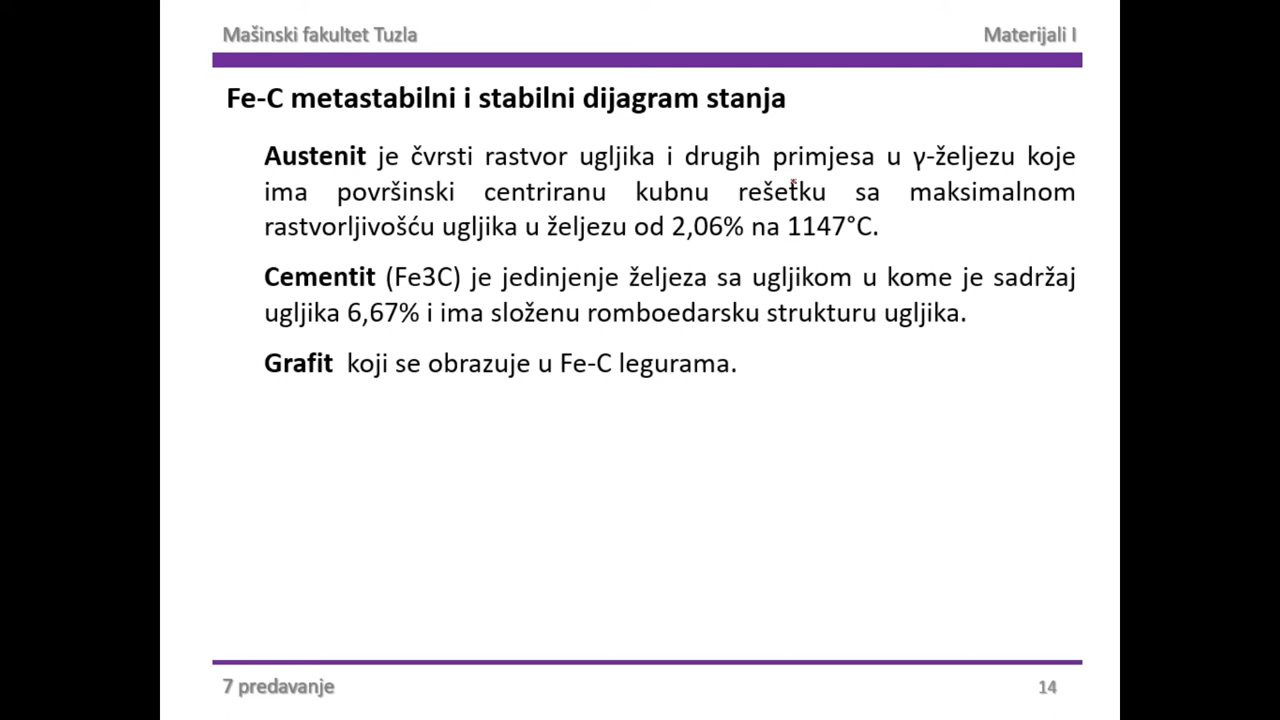 Mašinski fakultet Tuzla
Materijali I
Fe-C metastabilni i stabilni dijagram stanja
Austenit je čvrsti rastvor ugljika i drugih primjesa u γ-željezu koje
ima površinski centriranu kubnu rešetku sa maksimalnom
rastvorljivošću ugljika u željezu od 2,06% na 1147°C.
Cementit (Fe3C) je jedinjenje željeza sa ugljikom u kome je sadržaj
ugljika 6,67% i ima složenu romboedarsku strukturu ugljika.
Grafit koji se obrazuje u Fe-C legurama.
7 predavanje
14